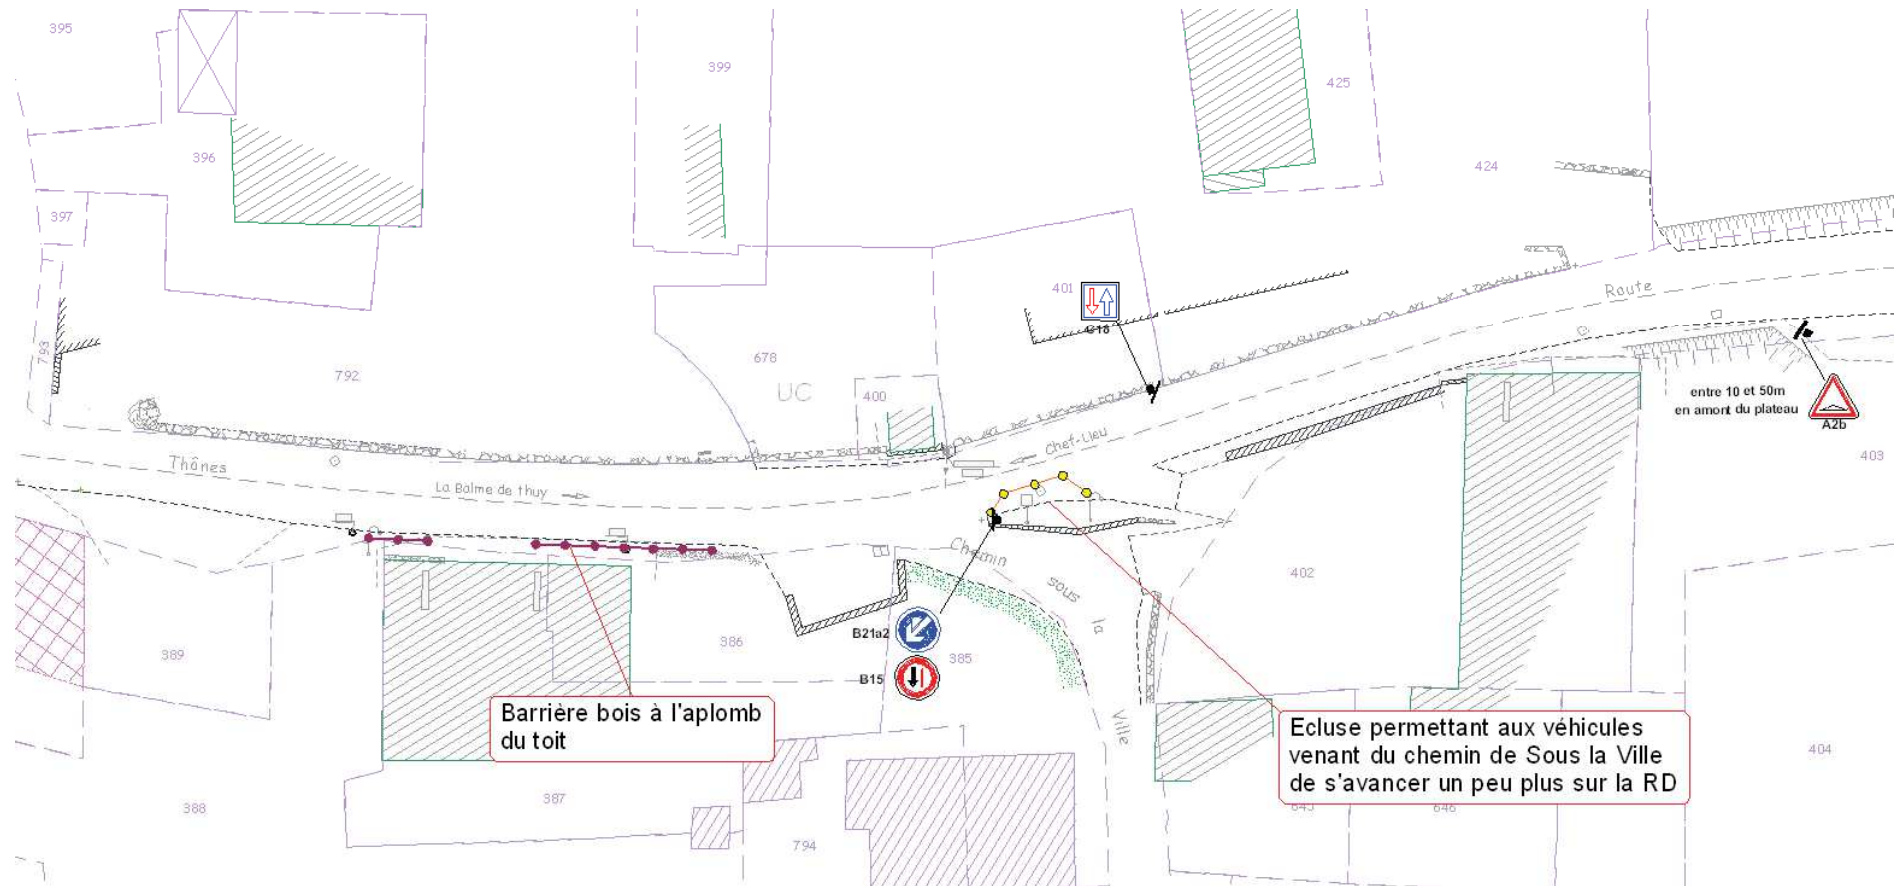 395
399
425
396
424
397
401
C18
Route
793
792
678
UC
400
entre 10 et 50m
en amont du plateau
A2b
403
Chef-Lieu
Thônes
La Balme de thuy
Chemin
sous
la
Ville
402
389
386
B21a2
385
B15
Barrière bois à l'aplomb
du toit
Ecluse permettant aux véhicules
venant du chemin de Sous la Ville
de s'avancer un peu plus sur la RD
404
388
387
794
645
646